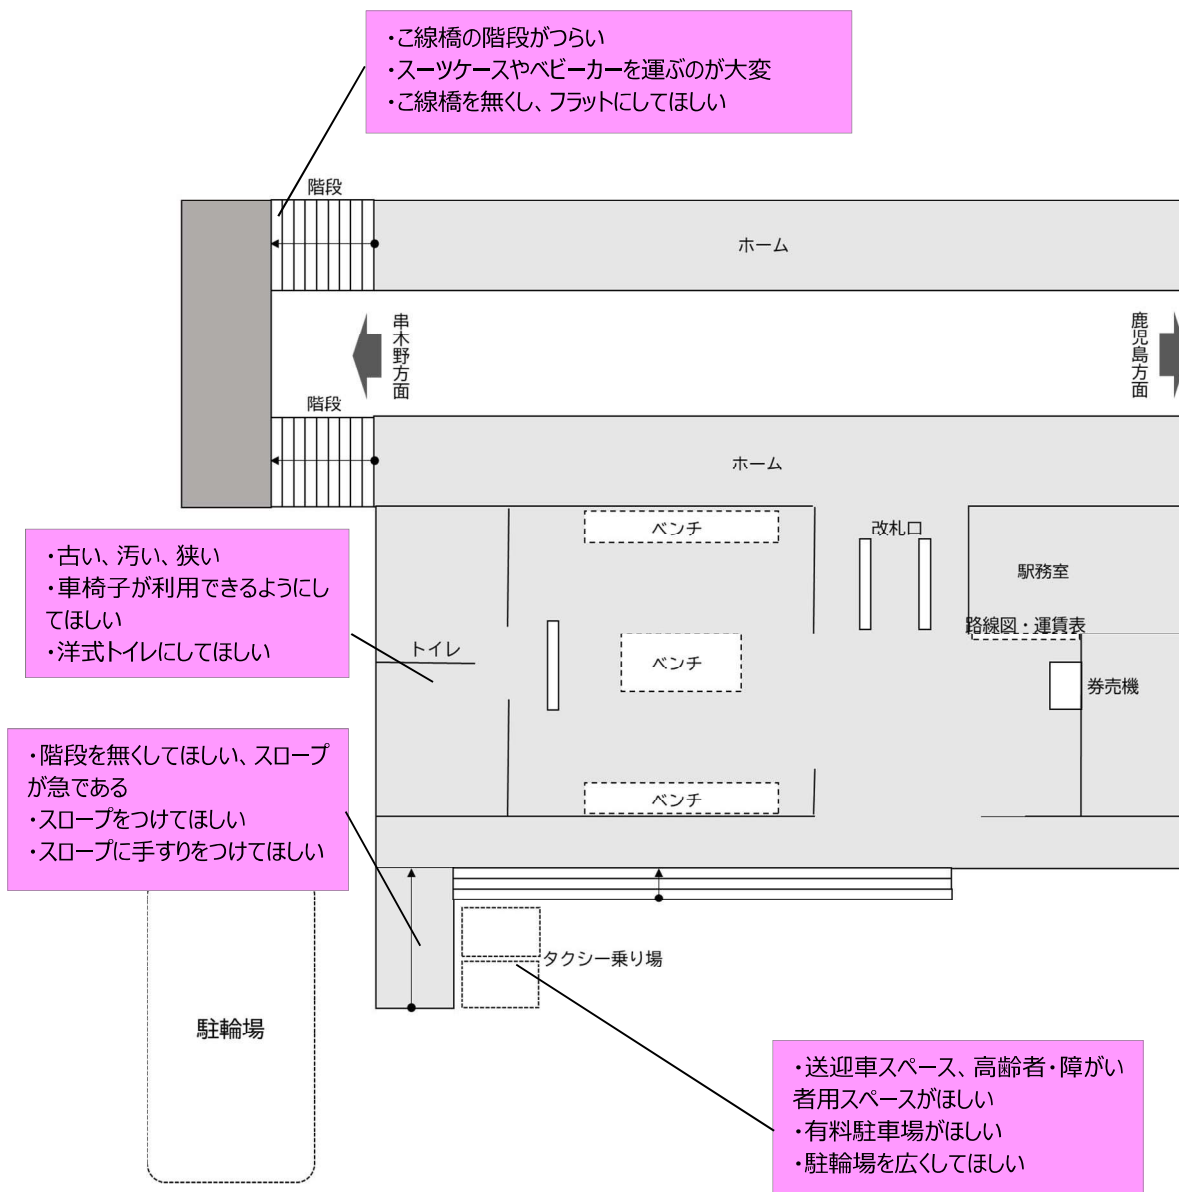 ・こ線橋の階段がつらい
・スーツケースやベビーカーを運ぶのが大変
・こ線橋を無くし、フラットにしてほしい
階段
ホーム
串木野方面
鹿児島方面
階段
ホーム
ベンチ
改札口
・古い、汚い、狭い
・車椅子が利用できるようにし
てほしい
・洋式トイレにしてほしい
駅務室
路線図・運賃表
トイレ
ベンチ
券売機
・階段を無くしてほしい、スロープ
が急である
・スロープをつけてほしい
・スロープに手すりをつけてほしい
ベンチ
タクシー乗り場
駐輪場
・送迎車スペース、高齢者・障がい
者用スペースがほしい
・有料駐車場がほしい
・駐輪場を広くしてほしい